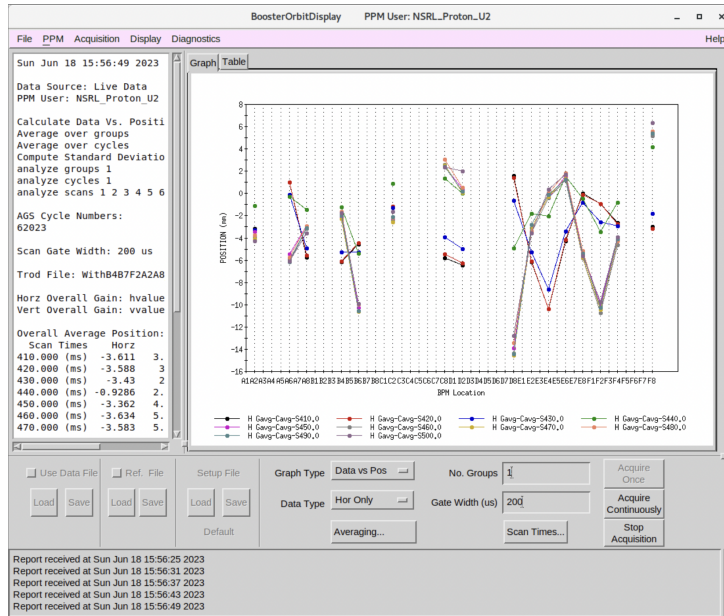 BoosterOrbitDisplay PPM User: NSRL_Proton_U2
File PPM Acquisition Display Diagnostics Help
Sun Jun 18 15:56:49 2023
Data Source: Live Data
PPM User: NSRL_Proton_U2
Calculate Data Vs. Positi
Average over groups
Average over cycles
Compute Standard Deviatio
analyze groups 1
analyze cycles 1
analyze scans 1 2 3 4 5 6
AGS Cycle Numbers:
62023
Scan Gate Width: 200 us
Trod File: WithB4B7F2A2A8
Horz Overall Gain: hvalue
Vert Overall Gain: vvalue
Overall Average Position:
Scan Times Horz
410.000 (ms) -3.611 3.
420.000 (ms) -3.588 3
430.000 (ms) -3.43 2
440.000 (ms) -0.9286 2.
450.000 (ms) -3.362 4.
460.000 (ms) -3.634 5.
470.000 (ms) -3.583 5.
Graph Table
POSITION (mm)
8
6
4
2
0
-2
-4
-6
-8
-10
-12
-14
-16
BPM Location
H Gavg-Cavg-S410.0 H Gavg-Cavg-S420.0 H Gavg-Cavg-S430.0 H Gavg-Cavg-S440.0
H Gavg-Cavg-S450.0 H Gavg-Cavg-S460.0 H Gavg-Cavg-S470.0 H Gavg-Cavg-S480.0
H Gavg-Cavg-S490.0 H Gavg-Cavg-S500.0
Use Data File Ref. File Setup File
Load Save Load Save Load Save
Default
Graph Type Data vs Pos No. Groups 1
Data Type Hor Only Gate Width (us) 200
Averaging... Scan Times...
Acquire Once
Acquire Continuously
Stop Acquisition
Report received at Sun Jun 18 15:56:25 2023
Report received at Sun Jun 18 15:56:31 2023
Report received at Sun Jun 18 15:56:37 2023
Report received at Sun Jun 18 15:56:43 2023
Report received at Sun Jun 18 15:56:49 2023